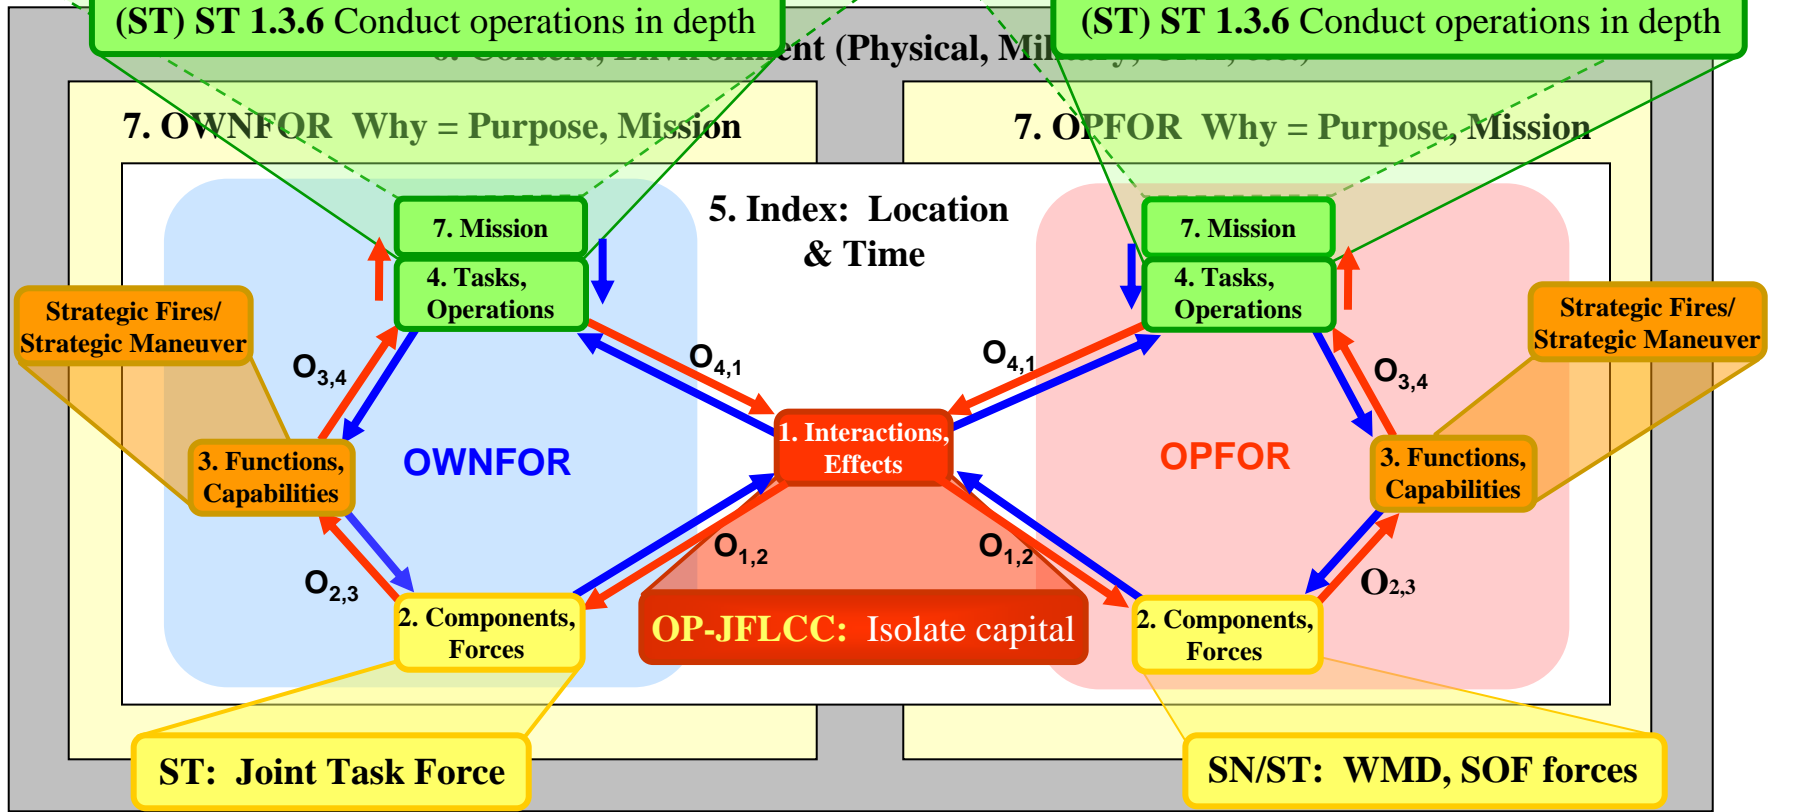 (ST) ST 1.3.6 Conduct operations in depth
(ST) ST 1.3.6 Conduct operations in depth
(Physical,
7. OWNFOR Why = Purpose, Mission
7. OPFOR Why = Purpose, Mission
5. Index: Location
& Time
7. Mission
4. Tasks,
Operations
7. Mission
4. Tasks,
Operations
Strategic Fires/
Strategic Maneuver
Strategic Fires/
Strategic Maneuver
O3,4
O4,1
O4,1
O3,4
1. Interactions,
Effects
OWNFOR
OPFOR
3. Functions,
Capabilities
3. Functions,
Capabilities
O1,2
O1,2
O2,3
O2,3
2. Components,
Forces
OP-JFLCC: Isolate capital
2. Components,
Forces
ST: Joint Task Force
SN/ST: WMD, SOF forces